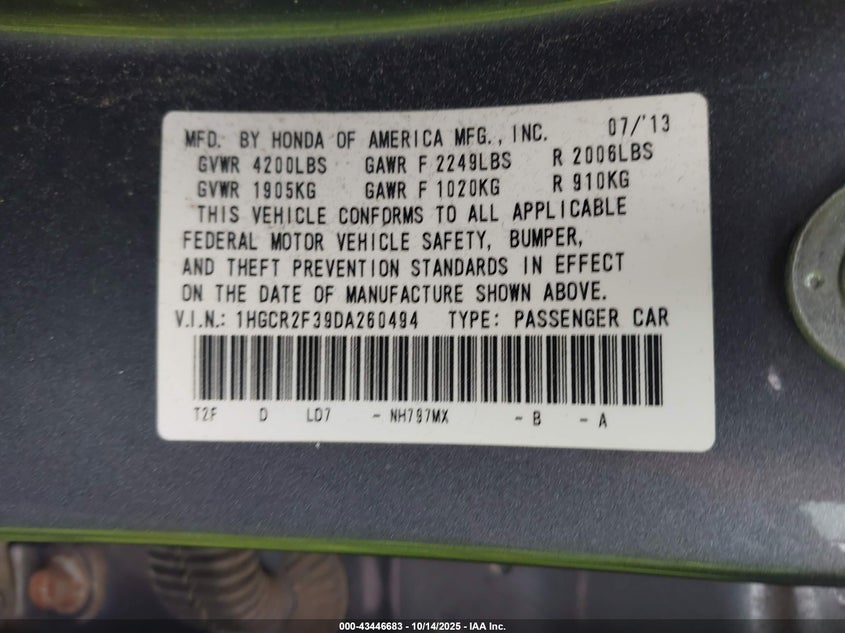 MFD. BY HONDA OF AMERICA MFG., INC. 07/'13
GVWR 4200LBS GAWR F 2249LBS R 2006LBS
GVWR 1905KG GAWR F 1020KG R 910KG
THIS VEHICLE CONFORMS TO ALL APPLICABLE
FEDERAL MOTOR VEHICLE SAFETY, BUMPER,
AND THEFT PREVENTION STANDARDS IN EFFECT
ON THE DATE OF MANUFACTURE SHOWN ABOVE.
V.I.N.: 1HGCR2F39DA260494 TYPE: PASSENGER CAR
T2F D LD7 - NH797MX - B - A
000-43446683 - 10/14/2025 - IAA Inc.